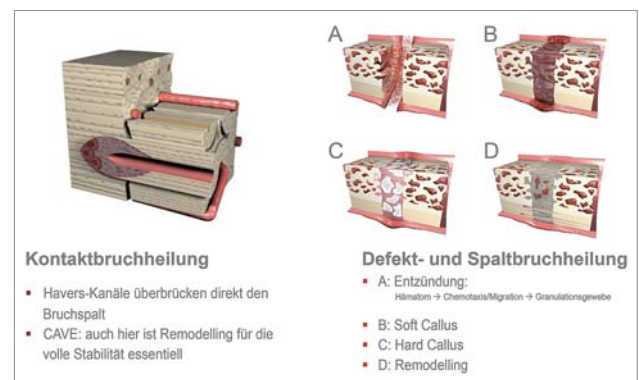 A
B
C
D
Kontaktbruchheilung
▪ Havers-Kanäle überbrücken direkt den
Bruchspalt
▪ CAVE: auch hier ist Remodelling für die
volle Stabilität essentiell
Defekt- und Spaltbruchheilung
▪ A: Entzündung:
Hämatom → Chemotaxis/Migration → Granulationsgewebe
▪ B: Soft Callus
▪ C: Hard Callus
▪ D: Remodelling